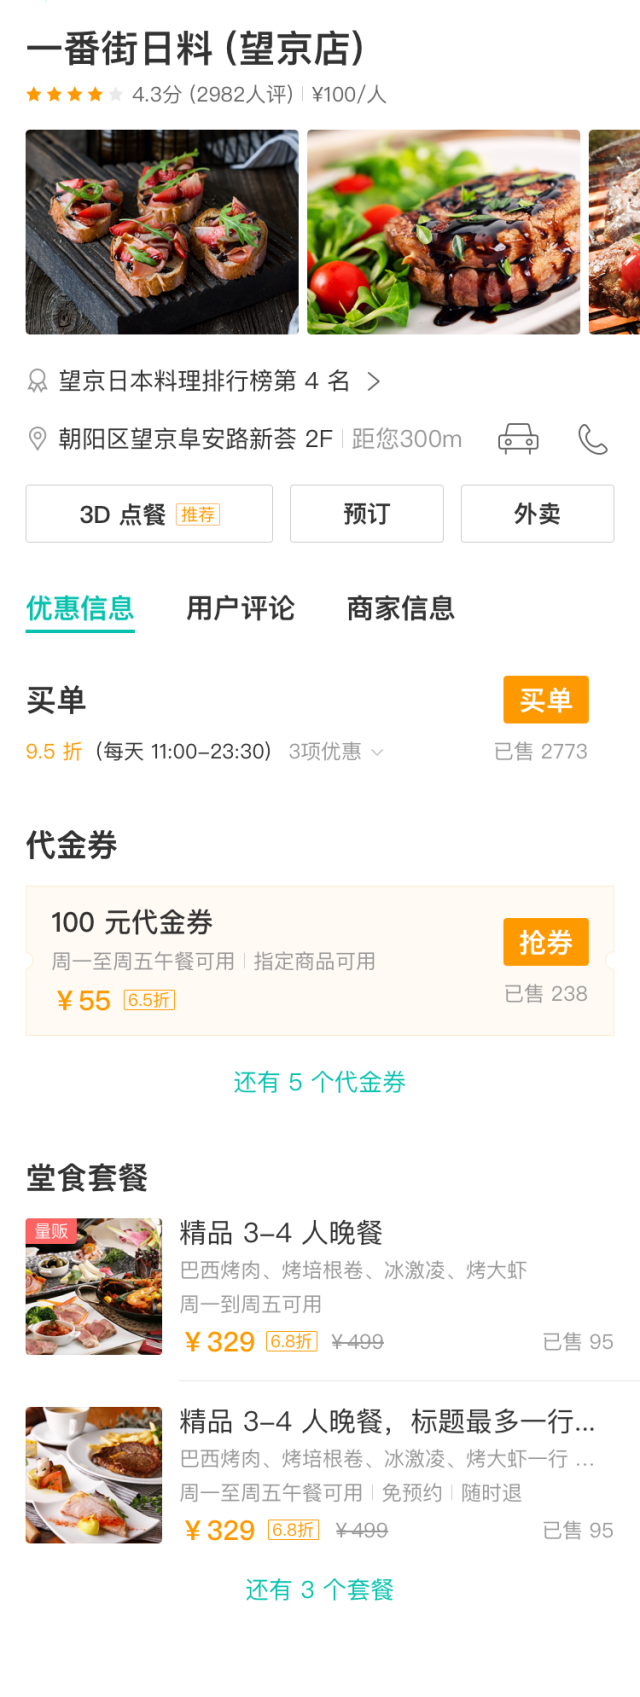 一番街日料 (望京店)
4.3分 (2982人评) ¥100/人
望京日本料理排行榜第 4 名
朝阳区望京阜安路新荟 2F 距您300m
3D 点餐 推荐 预订 外卖
优惠信息 用户评论 商家信息
买单 买单
9.5 折 (每天 11:00-23:30) 3项优惠 已售 2773
代金券
100 元代金券 抢券
周一至周五午餐可用 指定商品可用
¥55 6.5折 已售 238
还有 5 个代金券
堂食套餐
量贩 精品 3-4 人晚餐
巴西烤肉、烤培根卷、冰激凌、烤大虾
周一到周五可用
¥329 6.8折 ¥499 已售 95
精品 3-4 人晚餐，标题最多一行...
巴西烤肉、烤培根卷、冰激凌、烤大虾一行 ...
周一至周五午餐可用 免预约 随时退
¥329 6.8折 ¥499 已售 95
还有 3 个套餐